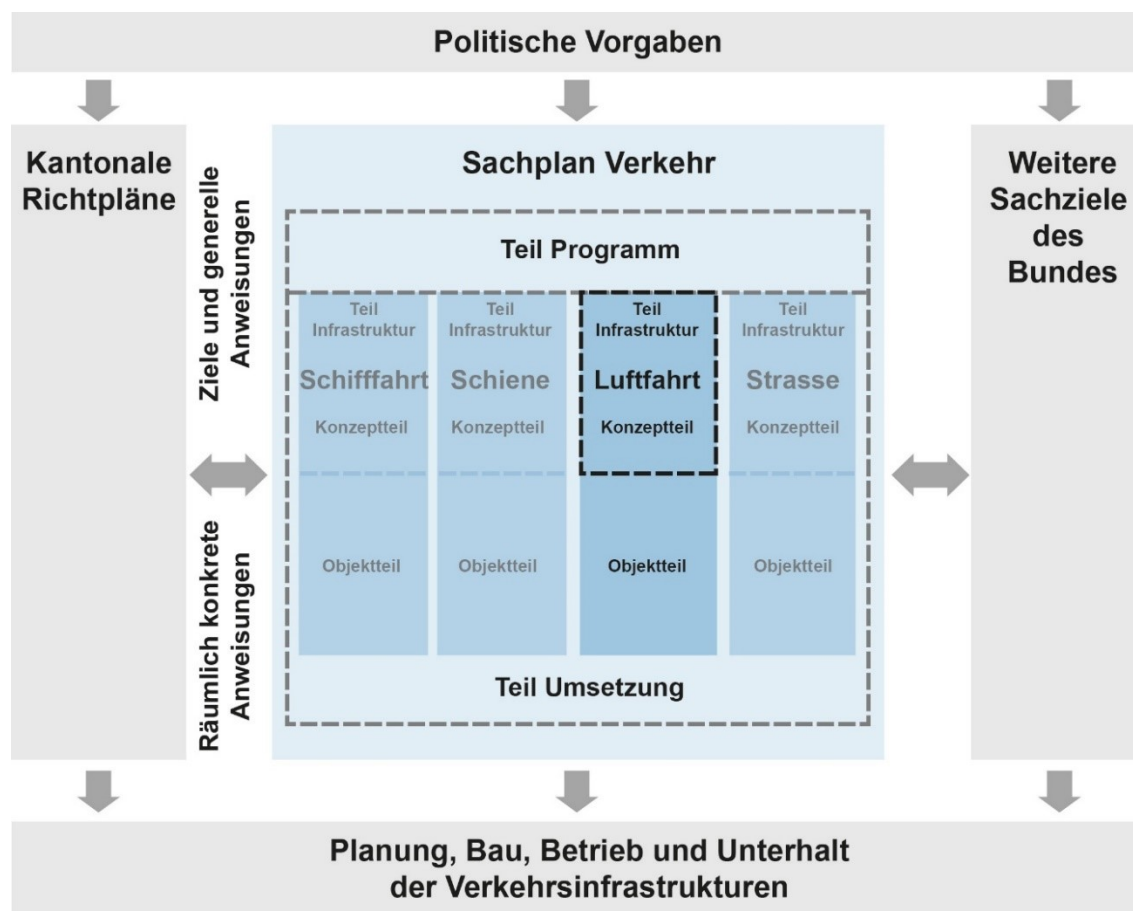 Politische Vorgaben
Kantonale
Richtpläne
Ziele und generelle
Anweisungen
Räumlich konkrete
Anweisungen
Sachplan Verkehr
Teil Programm
Teil
Infrastruktur
Schifffahrt
Konzeptteil
Objektteil
Teil
Infrastruktur
Schiene
Konzeptteil
Objektteil
Teil
Infrastruktur
Luftfahrt
Konzeptteil
Objektteil
Teil
Infrastruktur
Strasse
Konzeptteil
Objektteil
Teil Umsetzung
Weitere
Sachziele
des
Bundes
Planung, Bau, Betrieb und Unterhalt
der Verkehrsinfrastrukturen